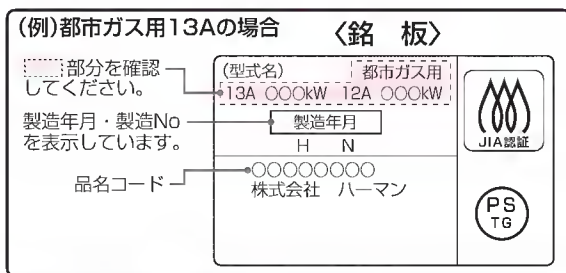 (例)都市ガス用13Aの場合
〈銘 板〉
部分を確認
してください。
製造年月・製造No
を表示しています。
品名コード
(型式名)
都市ガス用
13A ○○○kW 12A ○○○kW
製造年月
H N
○○○○○○○○
株式会社 ハーマン
JIA認証
PS
TG